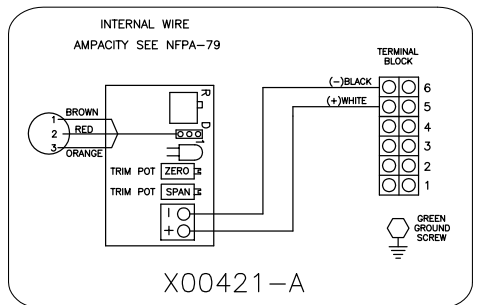 INTERNAL WIRE
AMPACITY SEE NFPA-79
TERMINAL
BLOCK
(-)BLACK
6
(+)WHITE
5
4
3
2
1
R
D
1
BROWN
1
RED
2
3
ORANGE
TRIM POT ZERO
TRIM POT SPAN
-
+
GREEN
GROUND
SCREW
X00421-A